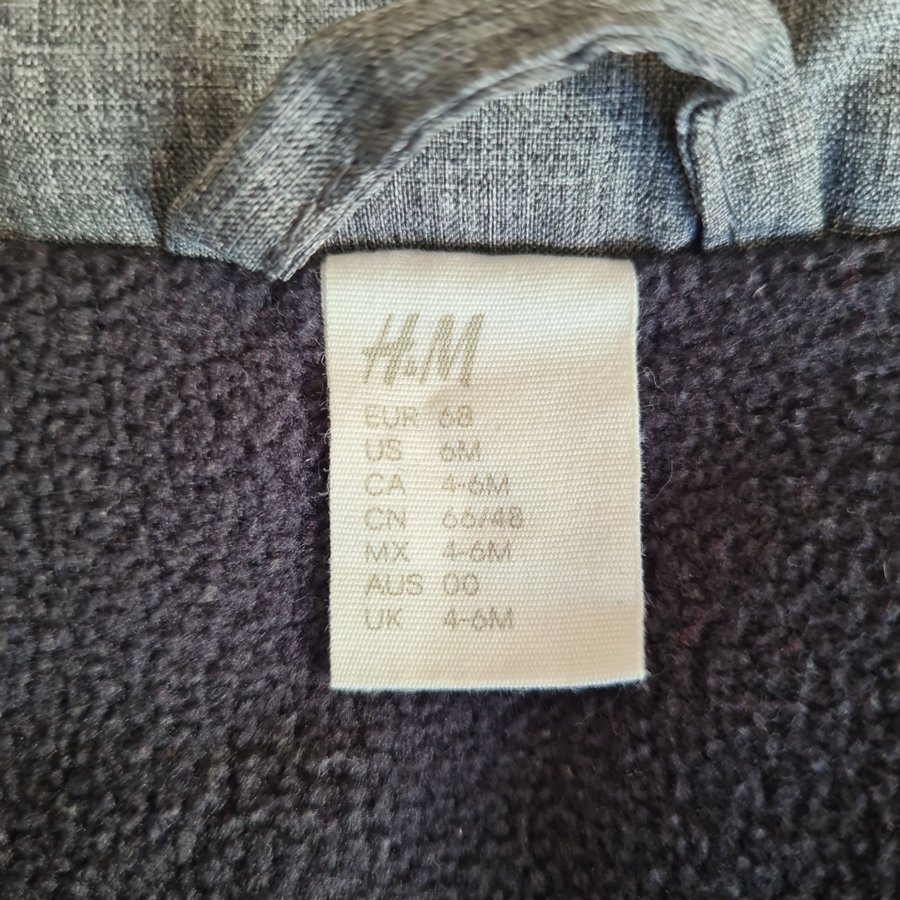 H&M
EUR 68
US 6M
CA 4-6M
CN 66/48
MX 4-6M
AUS 00
UK 4-6M